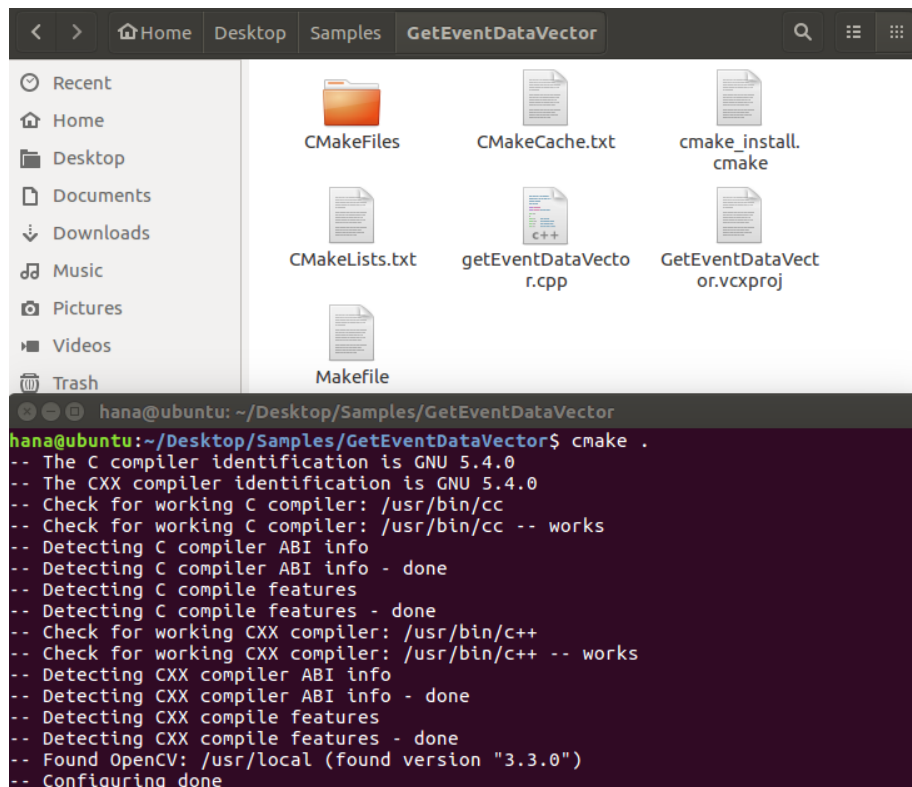 Home Desktop Samples GetEventDataVector
Recent
Home
Desktop
Documents
Downloads
Music
Pictures
Videos
Trash
CMakeFiles
CMakeCache.txt
cmake_install.
cmake
CMakeLists.txt
c++
getEventDataVecto
r.cpp
GetEventDataVect
or.vcxproj
Makefile
hana@ubuntu: ~/Desktop/Samples/GetEventDataVector
hana@ubuntu:~/Desktop/Samples/GetEventDataVector$ cmake .
-- The C compiler identification is GNU 5.4.0
-- The CXX compiler identification is GNU 5.4.0
-- Check for working C compiler: /usr/bin/cc
-- Check for working C compiler: /usr/bin/cc -- works
-- Detecting C compiler ABI info
-- Detecting C compiler ABI info - done
-- Detecting C compile features
-- Detecting C compile features - done
-- Check for working CXX compiler: /usr/bin/c++
-- Check for working CXX compiler: /usr/bin/c++ -- works
-- Detecting CXX compiler ABI info
-- Detecting CXX compiler ABI info - done
-- Detecting CXX compile features
-- Detecting CXX compile features - done
-- Found OpenCV: /usr/local (found version "3.3.0")
-- Configuring done